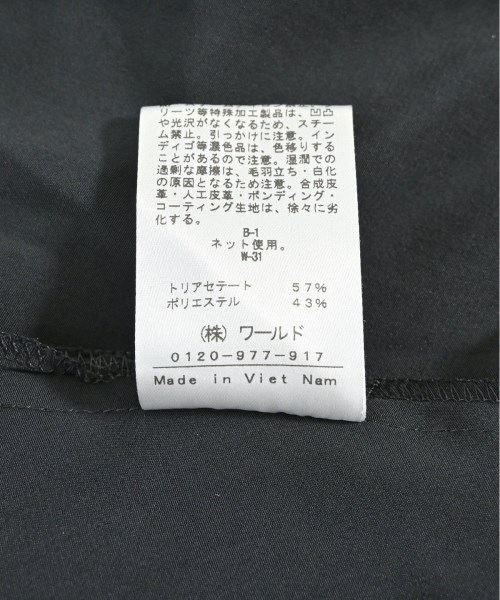 リーツ等特殊加工製品は、凹凸
や光沢がなくなるため、スチー
ム禁止。引っかけに注意。イン
ディゴ等濃色品は、色移りする
ことがあるので注意。湿潤での
過剰な摩擦は、毛羽立ち・白化
の原因となるため注意。合成皮
革・人工皮革・ボンディング・
コーティング生地は、徐々に劣
化する。
B-1
ネット使用。
W-31
トリアセテート 57%
ポリエステル 43%
(株)ワールド
0120-977-917
Made in Viet Nam